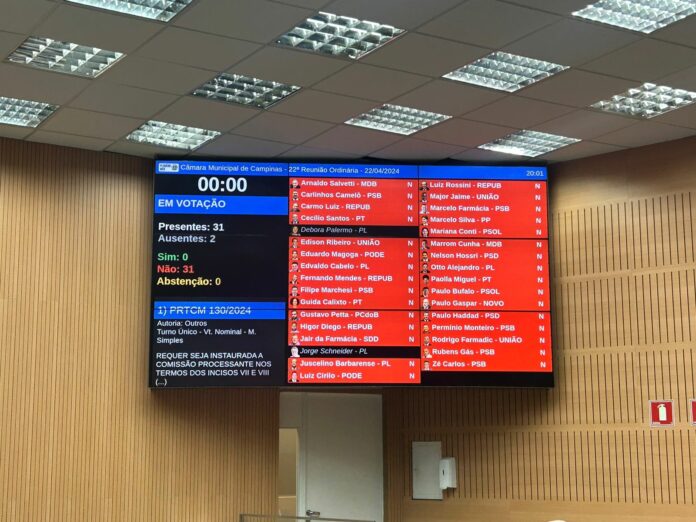 Câmara Municipal de Campinas - 22ª Reunião Ordinária - 22/04/2024
20:01
00:00
EM VOTAÇÃO
Presentes: 31
Ausentes: 2
Sim: 0
Não: 31
Abstenção: 0
1) PRTCM 130/2024
Autoria: Outros
Turno Único - Vt. Nominal - M.
Simples
REQUER SEJA INSTAURADA A
COMISSÃO PROCESSANTE NOS
TERMOS DOS INCISOS VII E VIII
(...)
Arnaldo Salvetti - MDB N
Carlinhos Camelô - PSB N
Carmo Luiz - REPUB N
Cecílio Santos - PT N
Debora Palermo - PL
Edison Ribeiro - UNIÃO N
Eduardo Magoga - PODE N
Edvaldo Cabelo - PL N
Fernando Mendes - REPUB N
Filipe Marchesi - PSB N
Guida Calixto - PT N
Gustavo Petta - PCdoB N
Higor Diego - REPUB N
Jair da Farmácia - SDD N
Jorge Schneider - PL
Juscelino Barbarense - PL N
Luiz Cirilo - PODE N
Luiz Rossini - REPUB N
Major Jaime - UNIÃO N
Marcelo Farmácia - PSB N
Marcelo Silva - PP N
Mariana Conti - PSOL N
Marrom Cunha - MDB N
Nelson Hossri - PSD N
Otto Alejandro - PL N
Paolla Miguel - PT N
Paulo Bufalo - PSOL N
Paulo Gaspar - NOVO N
Paulo Haddad - PSD N
Permínio Monteiro - PSB N
Rodrigo Farmadic - UNIÃO N
Rubens Gás - PSB N
Zé Carlos - PSB N